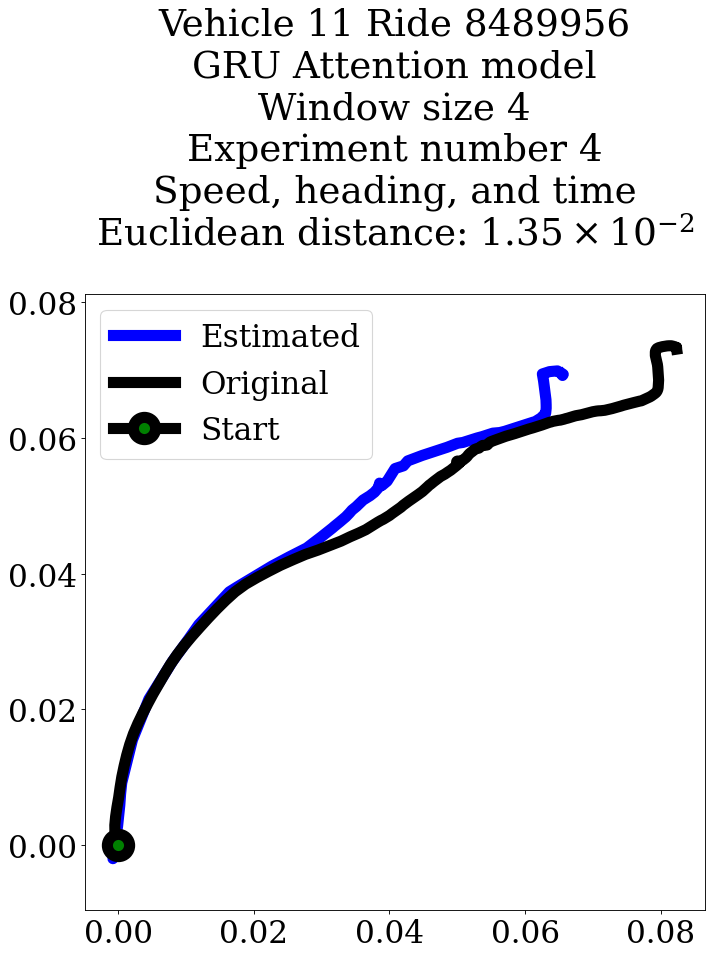 Vehicle 11 Ride 8489956
GRU Attention model
Window size 4
Experiment number 4
Speed, heading, and time
Euclidean distance: 1.35 × 10⁻²
0.08
0.06
0.04
0.02
0.00
Estimated
Original
Start
0.00 0.02 0.04 0.06 0.08